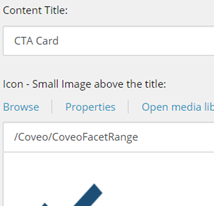 Content Title:
CTA Card
Icon - Small Image above the title:
Browse Properties Open media lib
/Coveo/CoveoFacetRange